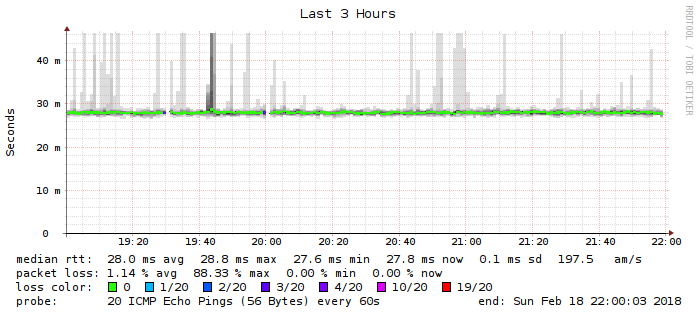 Last 3 Hours
RRDTOOL / TOBI OETIKER
Seconds
40 m
30 m
20 m
10 m
0
19:20 19:40 20:00 20:20 20:40 21:00 21:20 21:40 22:00
median rtt: 28.0 ms avg 28.8 ms max 27.6 ms min 27.8 ms now 0.1 ms sd 197.5 am/s
packet loss: 1.14 % avg 88.33 % max 0.00 % min 0.00 % now
loss color: 0 1/20 2/20 3/20 4/20 10/20 19/20
probe: 20 ICMP Echo Pings (56 Bytes) every 60s end: Sun Feb 18 22:00:03 2018